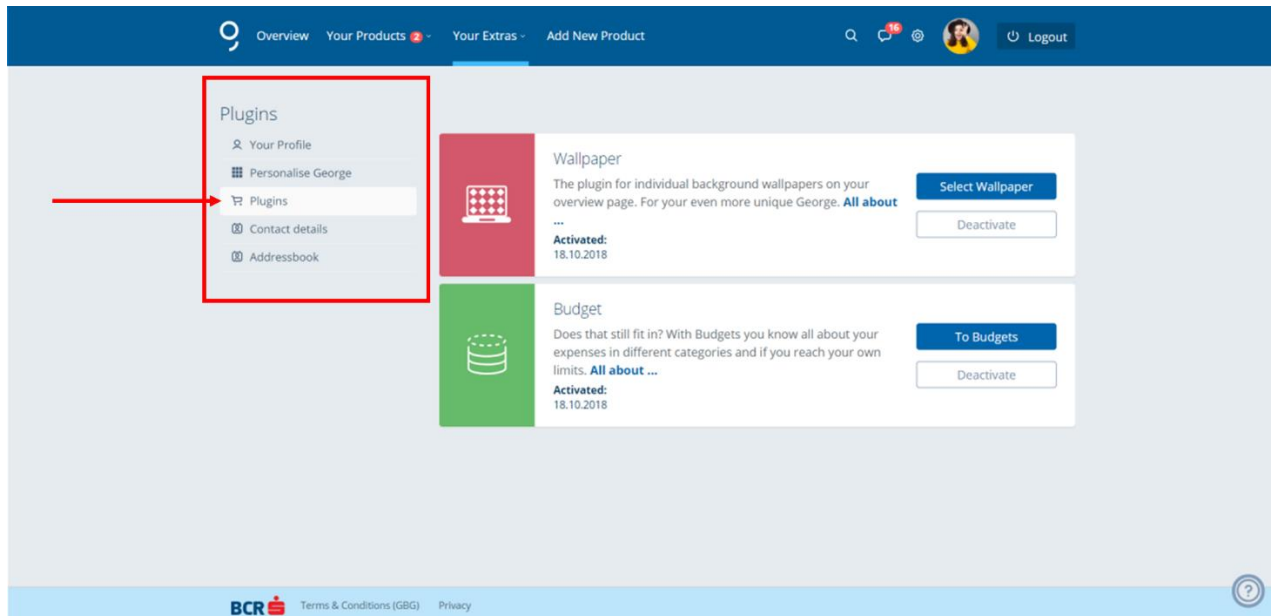 Overview Your Products 2 Your Extras Add New Product 16 Logout
Plugins
Your Profile
Personalise George
Plugins
Contact details
Addressbook
Wallpaper
The plugin for individual background wallpapers on your
overview page. For your even more unique George. All about
...
Activated:
18.10.2018
Select Wallpaper
Deactivate
Budget
Does that still fit in? With Budgets you know all about your
expenses in different categories and if you reach your own
limits. All about ...
Activated:
18.10.2018
To Budgets
Deactivate
?
BCR Terms & Conditions (GBG) Privacy